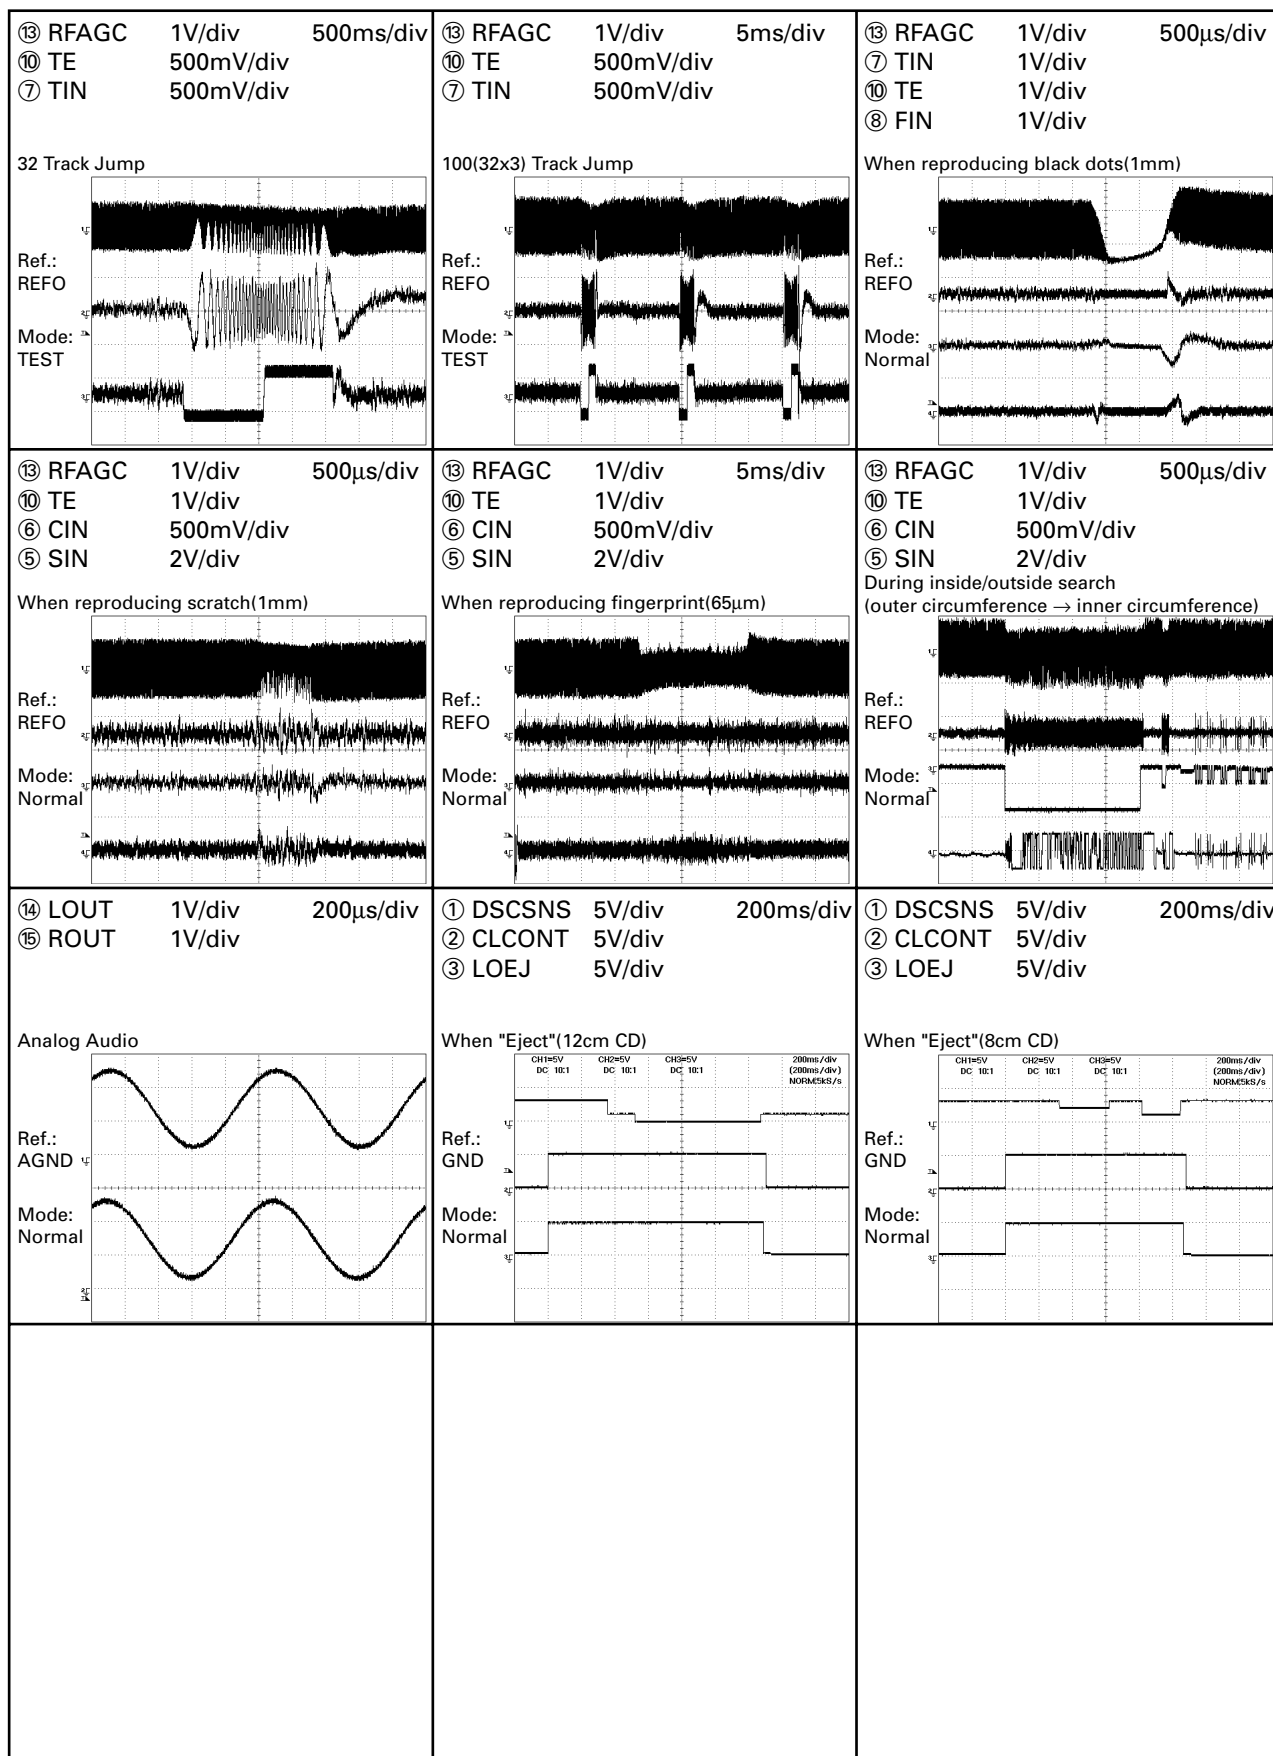 ⑬ RFAGC 1V/div 500ms/div
⑩ TE 500mV/div
⑦ TIN 500mV/div
32 Track Jump
Ref.:
REFO
Mode:
TEST
⑬ RFAGC 1V/div 5ms/div
⑩ TE 500mV/div
⑦ TIN 500mV/div
100(32x3) Track Jump
Ref.:
REFO
Mode:
TEST
⑬ RFAGC 1V/div 500µs/div
⑦ TIN 1V/div
⑩ TE 1V/div
⑧ FIN 1V/div
When reproducing black dots(1mm)
Ref.:
REFO
Mode:
Normal
⑬ RFAGC 1V/div 500µs/div
⑩ TE 1V/div
⑥ CIN 500mV/div
⑤ SIN 2V/div
When reproducing scratch(1mm)
Ref.:
REFO
Mode:
Normal
⑬ RFAGC 1V/div 5ms/div
⑩ TE 1V/div
⑥ CIN 500mV/div
⑤ SIN 2V/div
When reproducing fingerprint(65µm)
Ref.:
REFO
Mode:
Normal
⑬ RFAGC 1V/div 500µs/div
⑩ TE 1V/div
⑥ CIN 500mV/div
⑤ SIN 2V/div
During inside/outside search
(outer circumference → inner circumference)
Ref.:
REFO
Mode:
Normal
⑭ LOUT 1V/div 200µs/div
⑮ ROUT 1V/div
Analog Audio
Ref.:
AGND
Mode:
Normal
① DSCSNS 5V/div 200ms/div
② CLCONT 5V/div
③ LOEJ 5V/div
When "Eject"(12cm CD)
CH1=5V CH2=5V CH3=5V 200ms/div
DC 10:1 DC 10:1 DC 10:1 (200ms/div)
NORM:5kS/s
Ref.:
GND
Mode:
Normal
① DSCSNS 5V/div 200ms/div
② CLCONT 5V/div
③ LOEJ 5V/div
When "Eject"(8cm CD)
CH1=5V CH2=5V CH3=5V 200ms/div
DC 10:1 DC 10:1 DC 10:1 (200ms/div)
NORM:5kS/s
Ref.:
GND
Mode:
Normal